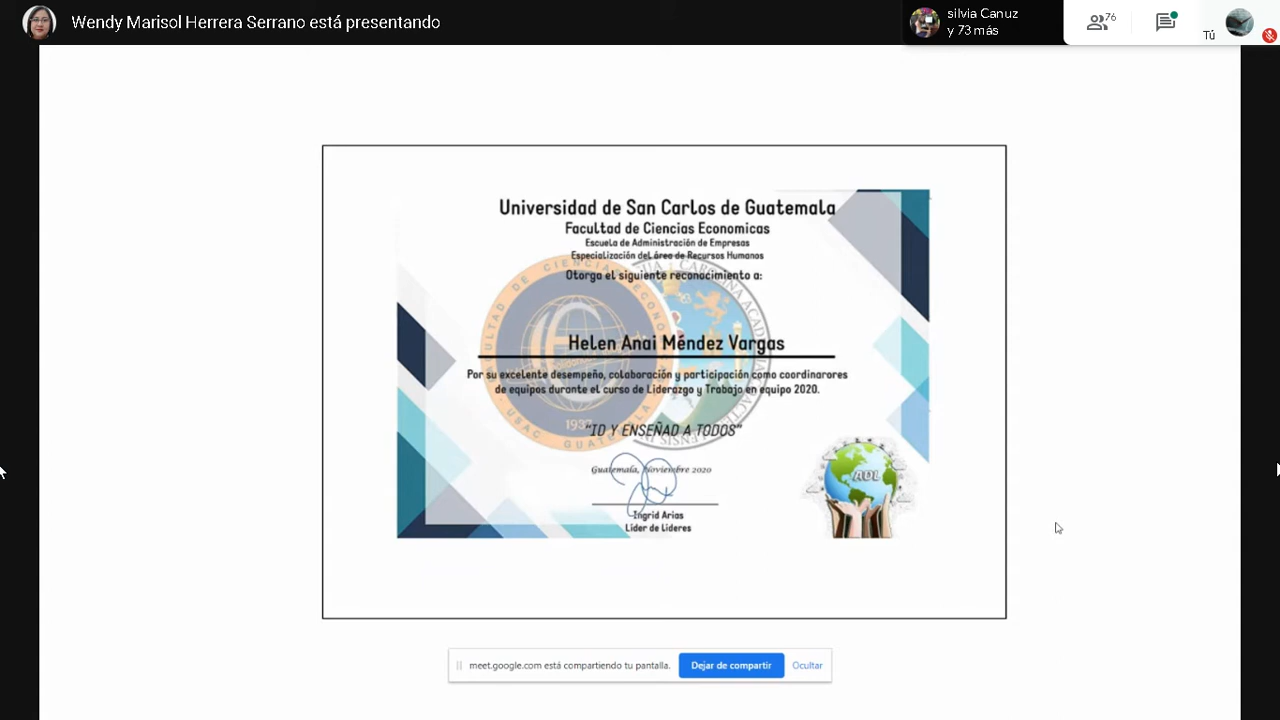 Wendy Marisol Herrera Serrano está presentando
silvia Canuz
y 73 más
76
Tú
Universidad de San Carlos de Guatemala
Facultad de Ciencias Economicas
Escuela de Administración de Empresas
Especialización del área de Recursos Humanos
Otorga el siguiente reconocimiento a:
Helen Anai Méndez Vargas
Por su excelente desempeño, colaboración y participación como coordinarores
de equipos durante el curso de Liderazgo y Trabajo en equipo 2020.
"ID Y ENSEÑAD A TODOS"
Guatemala, Noviembre 2020
Ingrid Arias
Lider de Lideres
AOL
USAC GUATEMALA
1937
meet.google.com está compartiendo tu pantalla.
Dejar de compartir
Ocultar